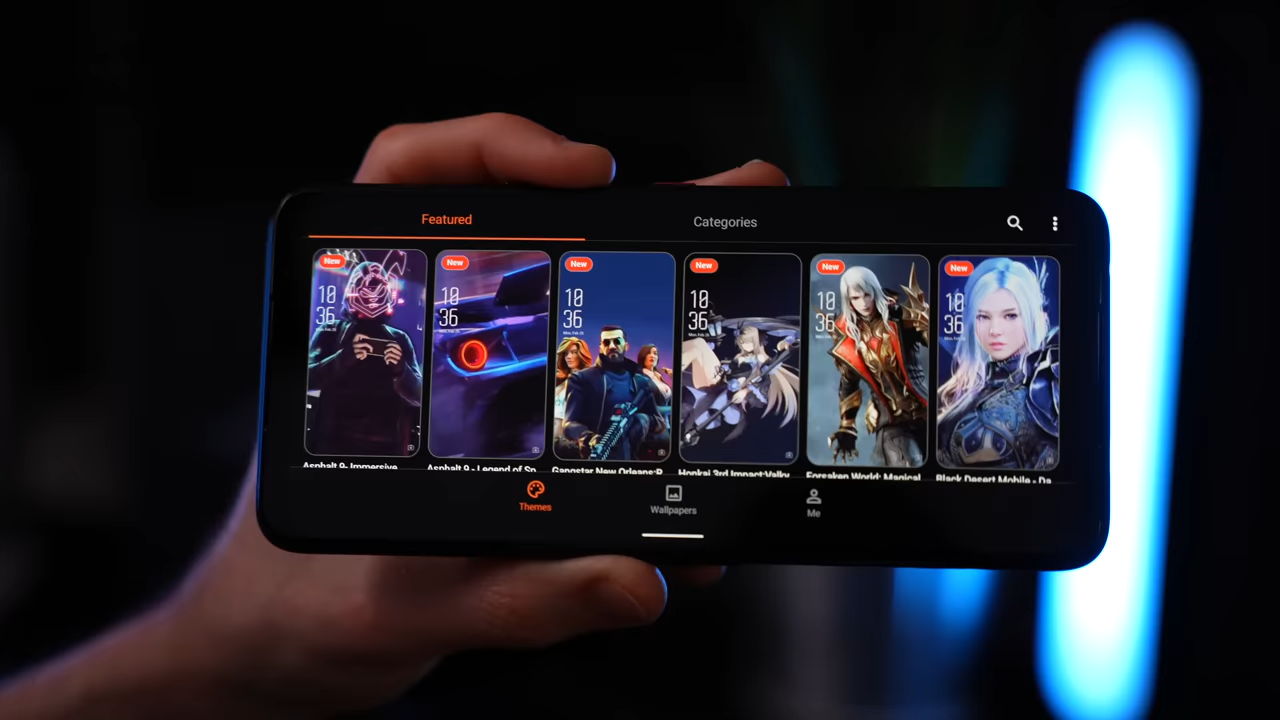 Featured
Categories
New
New
New
New
New
New
10
36
10
36
10
36
10
36
10
36
10
36
Asphalt 9- Immersive
Asphalt 9 - Legend of Sp
Gangstar New Orleans:R
Honkai 3rd Impact:Valky
Forsaken World: Magical
Black Desert Mobile - Da
Themes
Wallpapers
Me